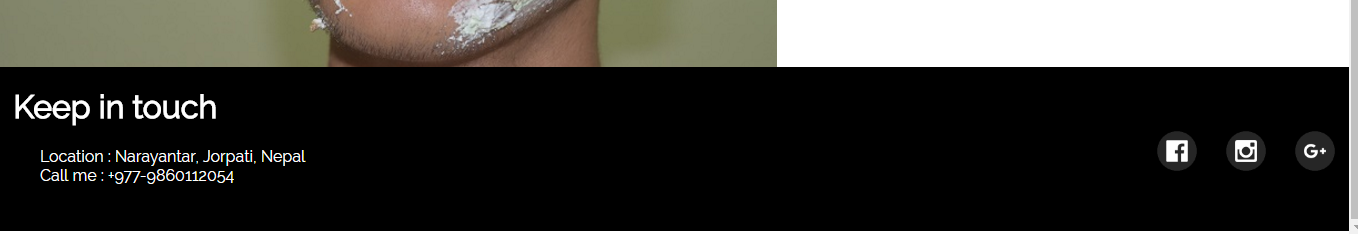 Keep in touch
Location : Narayantar, Jorpati, Nepal
Call me : +977-9860112054
G+